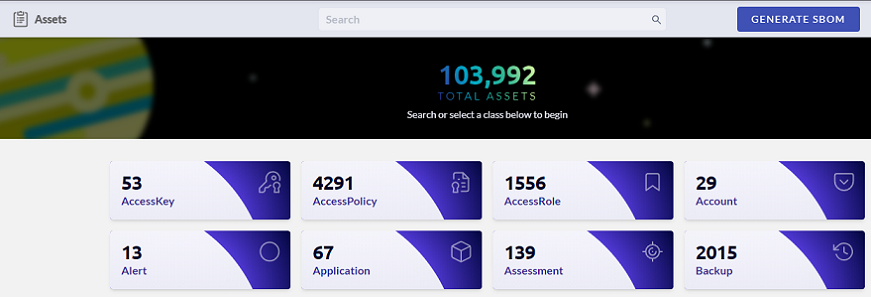 Assets
Search
GENERATE SBOM
103,992
TOTAL ASSETS
Search or select a class below to begin
53
AccessKey
4291
AccessPolicy
1556
AccessRole
29
Account
13
Alert
67
Application
139
Assessment
2015
Backup